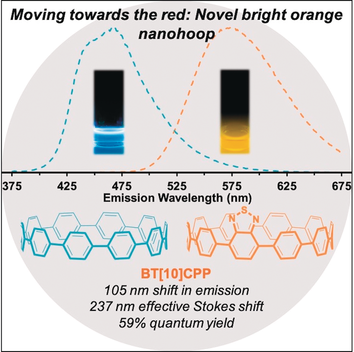 Moving towards the red: Novel bright orange
nanohoop
375 425 475 525 575 625 675
Emission Wavelength (nm)
S
N N
BT[10]CPP
105 nm shift in emission
237 nm effective Stokes shift
59% quantum yield